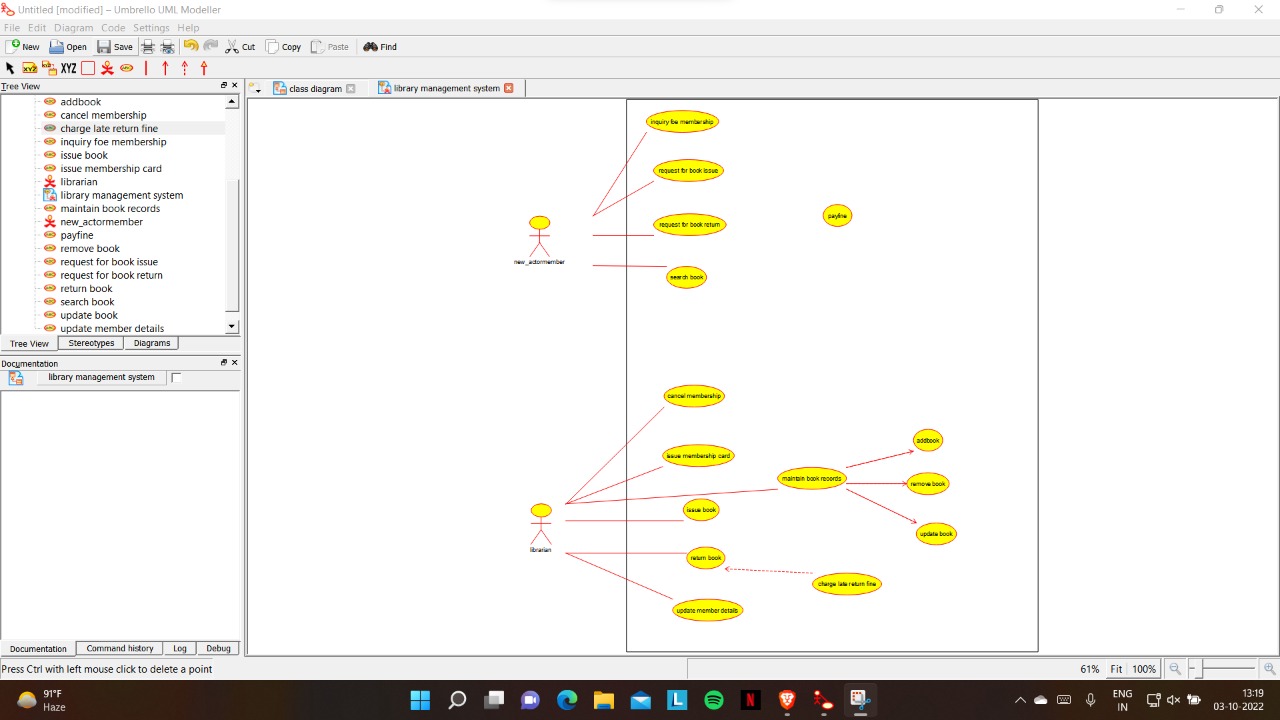 Untitled [modified] – Umbrello UML Modeller
File Edit Diagram Code Settings Help
New Open Save Cut Copy Paste Find
XYZ XYZ
Tree View
class diagram library management system
addbook
cancel membership
charge late return fine
inquiry foe membership
issue book
issue membership card
librarian
library management system
maintain book records
new_actormember
payfine
remove book
request for book issue
request for book return
return book
search book
update book
update member details
Tree View Stereotypes Diagrams
Documentation
library management system
Documentation Command history Log Debug
inquiry foe membership
request for book issue
request for book return
search book
payfine
new_actormember
cancel membership
issue membership card
maintain book records
addbook
remove book
update book
issue book
return book
charge late return fine
update member details
librarian
Press Ctrl with left mouse click to delete a point
61% Fit 100%
91°F
Haze
ENG
IN
13:19
03-10-2022